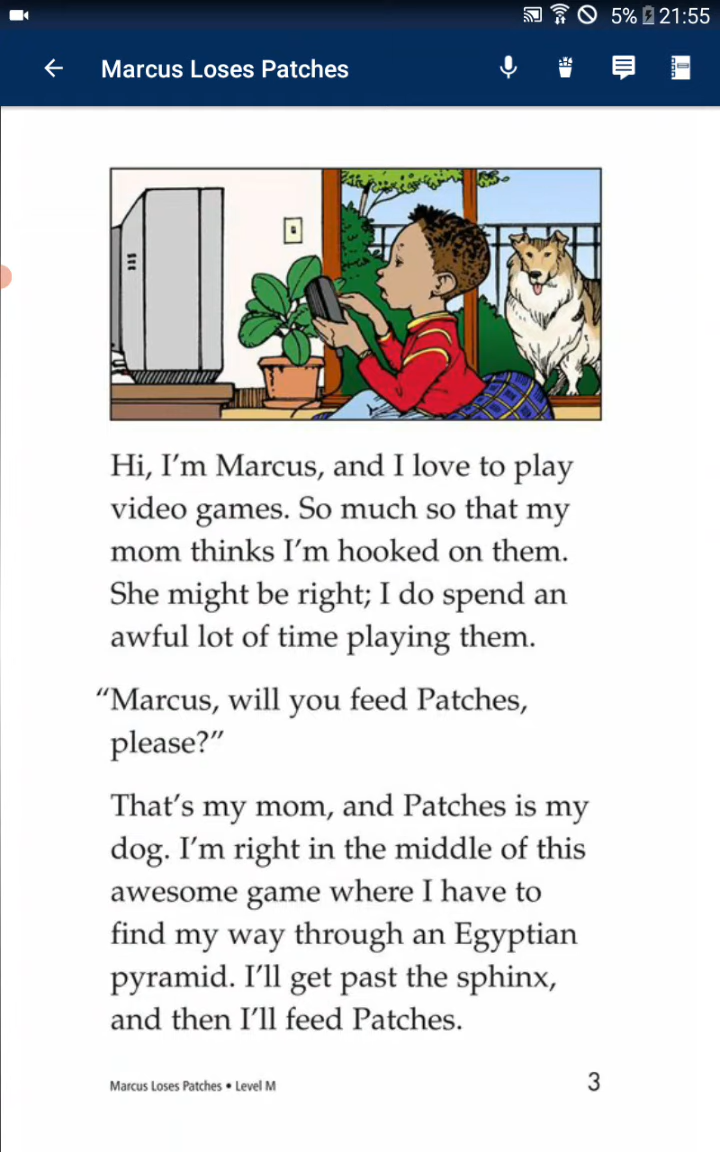 5% 21:55
Marcus Loses Patches
Hi, I’m Marcus, and I love to play
video games. So much so that my
mom thinks I’m hooked on them.
She might be right; I do spend an
awful lot of time playing them.
“Marcus, will you feed Patches,
please?”
That’s my mom, and Patches is my
dog. I’m right in the middle of this
awesome game where I have to
find my way through an Egyptian
pyramid. I’ll get past the sphinx,
and then I’ll feed Patches.
Marcus Loses Patches • Level M 3